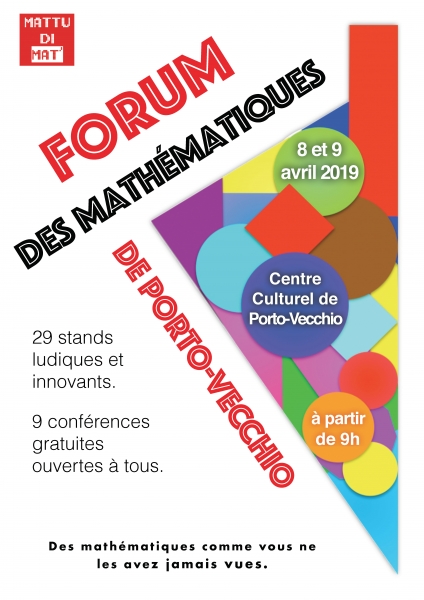 MATTU
DI
MAT'
FORUM
DES MATHÉMATIQUES
DE PORTO-VECCHIO
8 et 9
avril 2019
Centre
Culturel de
Porto-Vecchio
à partir
de 9h
29 stands
ludiques et
innovants.
9 conférences
gratuites
ouvertes à tous.
Des mathématiques comme vous ne
les avez jamais vues.